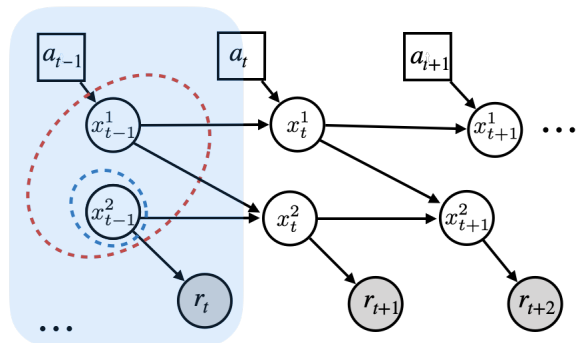 a_{t-1} a_t a_{i+1}
x^1_{t-1} x^1_t x^1_{t+1} ...
x^2_{t-1} x^2_t x^2_{t+1}
r_t r_{t+1} r_{t+2}
...